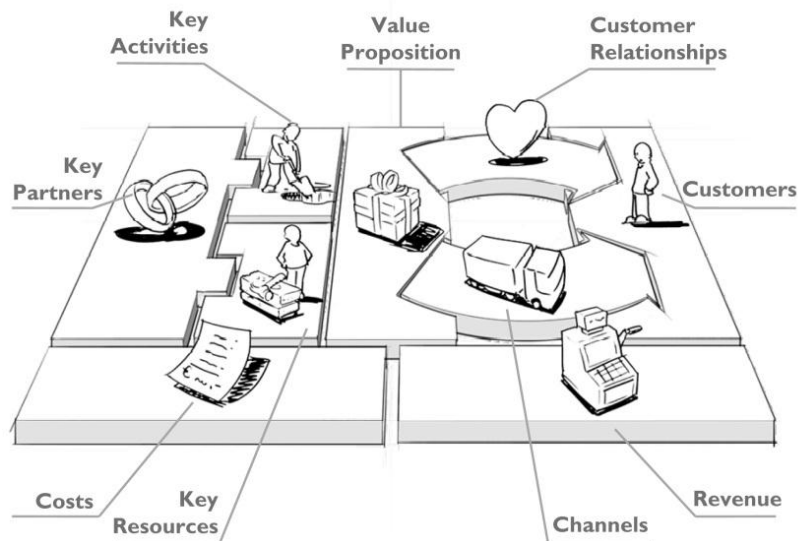 Key
Activities
Value
Proposition
Customer
Relationships
Key
Partners
Customers
Costs
Key
Resources
Channels
Revenue